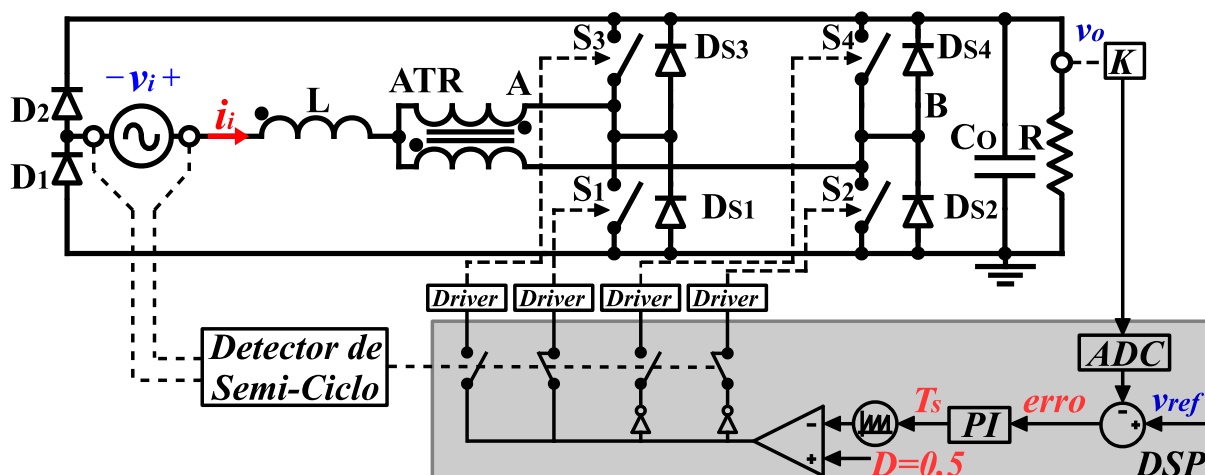 S3
DS3
S4
DS4
vo
K
D2
− vi +
L
ATR
A
B
ii
CO
R
D1
S1
DS1
S2
DS2
Driver
Driver
Driver
Driver
Detector de
Semi-Ciclo
ADC
Ts
erro
vref
-
+
PI
-
+
D=0.5
DSP